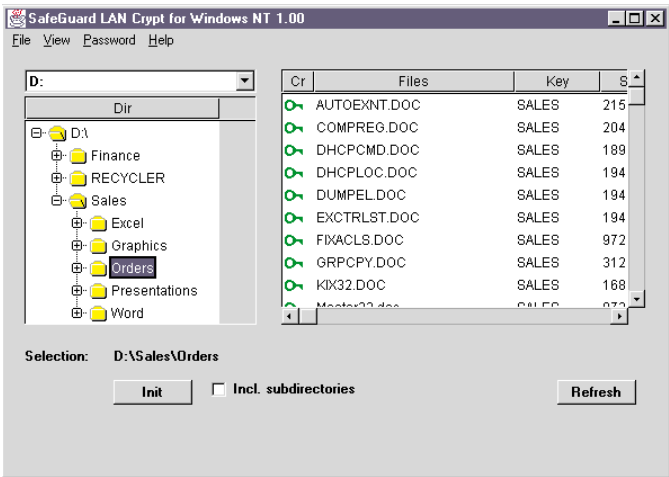 SafeGuard LAN Crypt for Windows NT 1.00
File View Password Help
D:
Dir
D:\
Finance
RECYCLER
Sales
Excel
Graphics
Orders
Presentations
Word
Cr Files Key S
AUTOEXNT.DOC SALES 215
COMPREG.DOC SALES 204
DHCPCMD.DOC SALES 189
DHCPLOC.DOC SALES 194
DUMPEL.DOC SALES 194
EXCTRLST.DOC SALES 194
FIXACLS.DOC SALES 972
GRPCPY.DOC SALES 312
KIX32.DOC SALES 168
Selection: D:\Sales\Orders
Init Incl. subdirectories Refresh